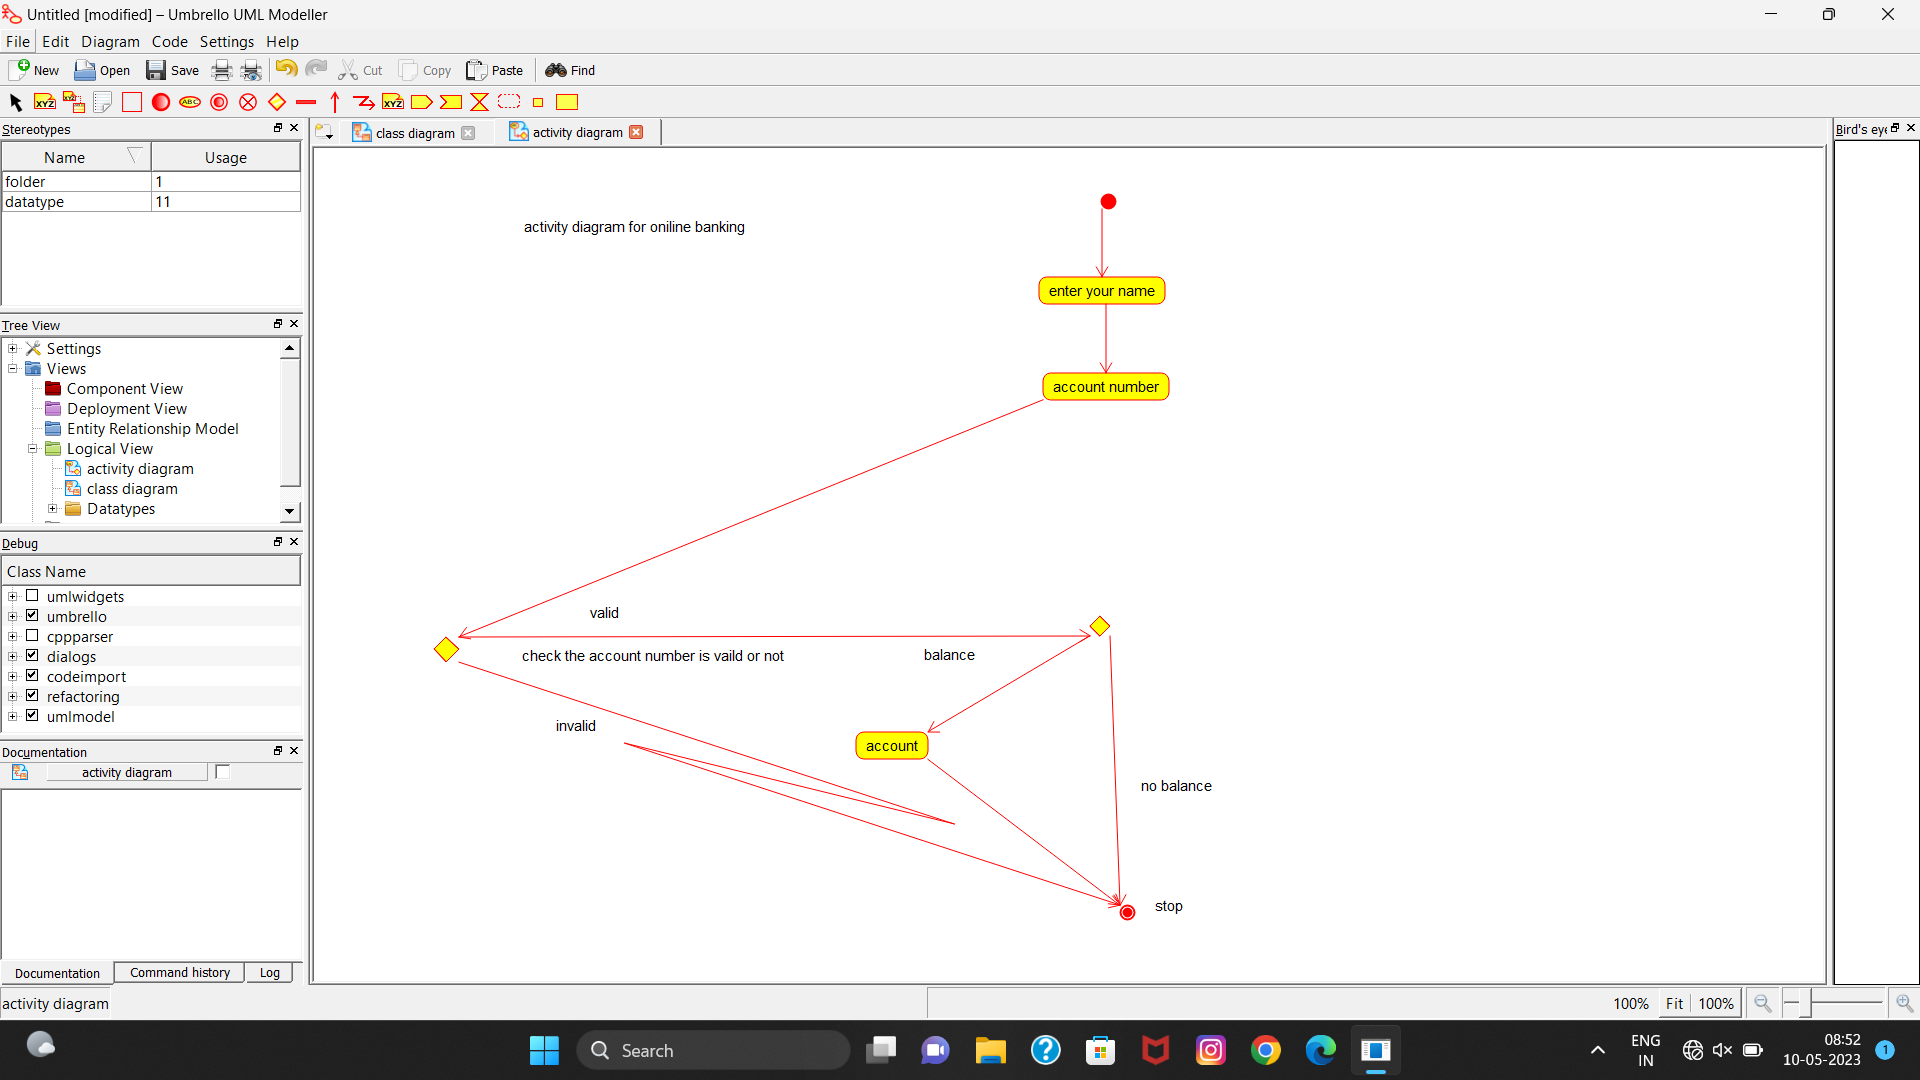 Untitled [modified] – Umbrello UML Modeller
File Edit Diagram Code Settings Help
New Open Save Cut Copy Paste Find
XYZ XYZ ABC XYZ
Stereotypes
Name Usage
folder 1
datatype 11
Tree View
Settings
Views
Component View
Deployment View
Entity Relationship Model
Logical View
activity diagram
class diagram
Datatypes
Debug
Class Name
umlwidgets
umbrello
cppparser
dialogs
codeimport
refactoring
umlmodel
Documentation
activity diagram
Documentation Command history Log
activity diagram
class diagram activity diagram
activity diagram for oniline banking
enter your name
account number
valid
check the account number is vaild or not
balance
invalid
account
no balance
stop
Bird's eye
100% Fit 100%
Search
ENG
IN
08:52
10-05-2023
1